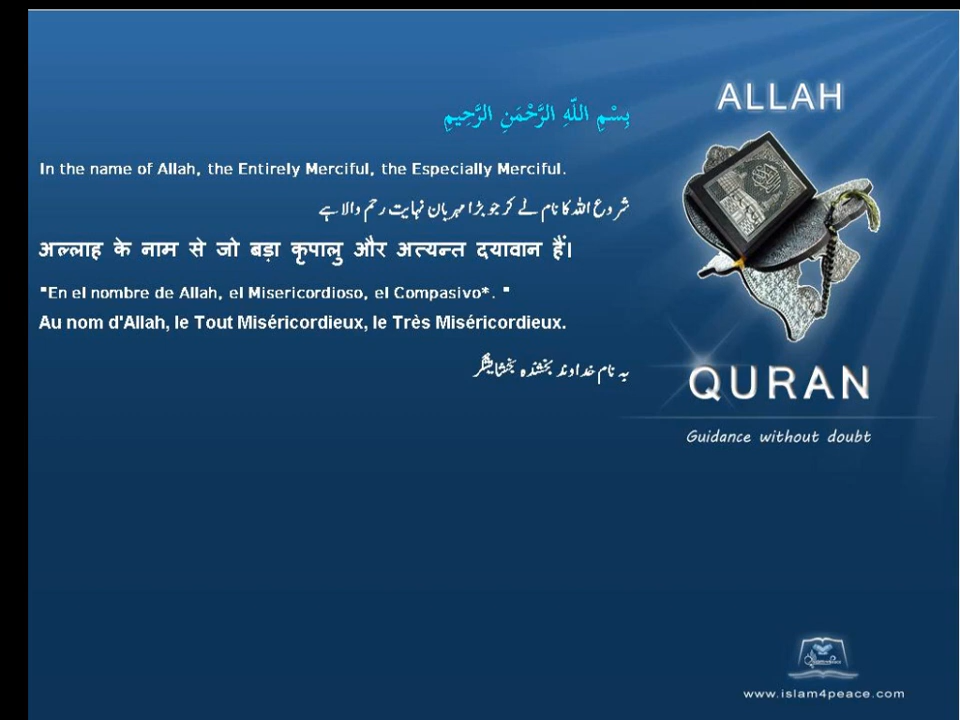 بِسْمِ اللّهِ الرَّحْمَنِ الرَّحِيمِ
In the name of Allah, the Entirely Merciful, the Especially Merciful.
شروع الله کا نام لے کر جو بڑا مہربان نہایت رحم والا ہے
अल्लाह के नाम से जो बड़ा कृपालु और अत्यन्त दयावान हैं।
"En el nombre de Allah, el Misericordioso, el Compasivo*. "
Au nom d'Allah, le Tout Miséricordieux, le Très Miséricordieux.
به نام خداوند بخشنده بخشایشگر
ALLAH
QURAN
Guidance without doubt
www.islam4peace.com